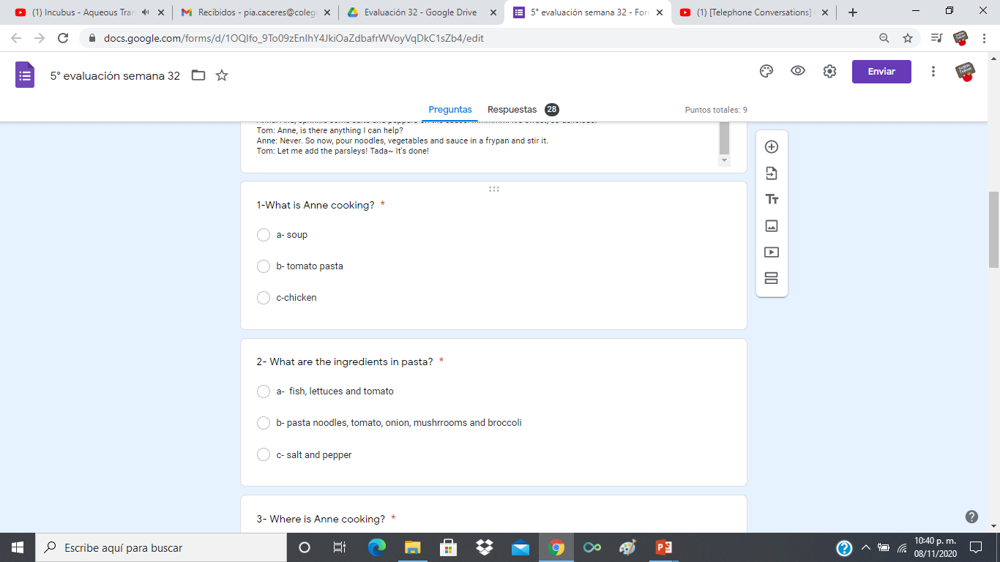 (1) Incubus - Aqueous Tra
Recibidos - pia.caceres@coleg
Evaluación 32 - Google Drive
5° evaluación semana 32 - For
(1) [Telephone Conversations]
docs.google.com/forms/d/1OQIfo_9To09zEnIhY4JkiOaZdbafrWVoyVqDkC1sZb4/edit
5° evaluación semana 32
Enviar
Preguntas
Respuestas 28
Puntos totales: 9
Tom: Anne, is there anything I can help?
Anne: Never. So now, pour noodles, vegetables and sauce in a frypan and stir it.
Tom: Let me add the parsleys! Tada~ It's done!
1-What is Anne cooking? *
a- soup
b- tomato pasta
c-chicken
2- What are the ingredients in pasta? *
a- fish, lettuces and tomato
b- pasta noodles, tomato, onion, mushrrooms and broccoli
c- salt and pepper
3- Where is Anne cooking? *
Escribe aquí para buscar
10:40 p. m.
08/11/2020